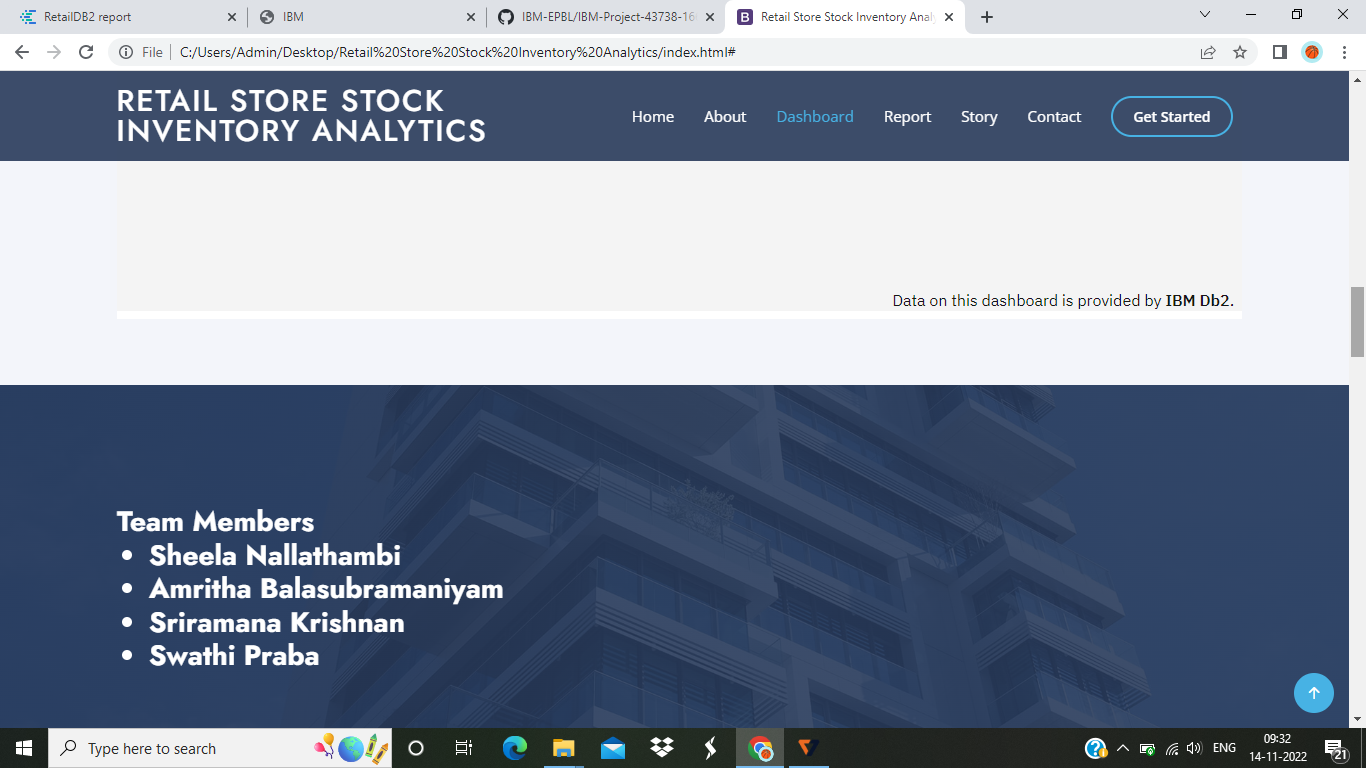 RetailDB2 report
IBM
IBM-EPBL/IBM-Project-43738-16
Retail Store Stock Inventory Anal
File
C:/Users/Admin/Desktop/Retail%20Store%20Stock%20Inventory%20Analytics/index.html#
RETAIL STORE STOCK
INVENTORY ANALYTICS
Home About Dashboard Report Story Contact Get Started
Data on this dashboard is provided by IBM Db2.
Team Members
• Sheela Nallathambi
• Amritha Balasubramaniyam
• Sriramana Krishnan
• Swathi Praba
Type here to search
ENG
09:32
14-11-2022
21